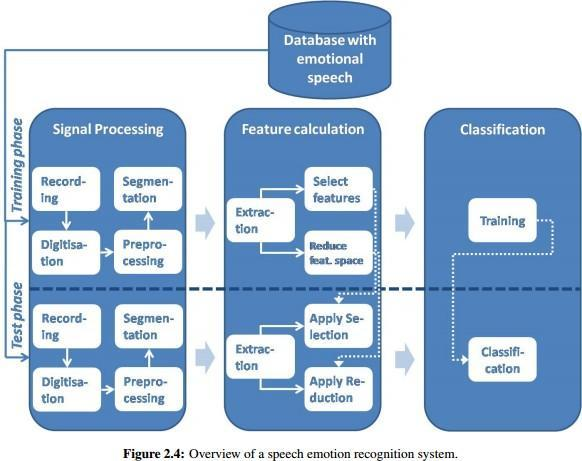 Database with
emotional
speech
Training phase
Test phase
Signal Processing
Record-
ing
Segmen-
tation
Digitisa-
tion
Prepro-
cessing
Record-
ing
Segmen-
tation
Digitisa-
tion
Prepro-
cessing
Feature calculation
Extrac-
tion
Select
features
Reduce
feat. space
Extrac-
tion
Apply Se-
lection
Apply Re-
duction
Classification
Training
Classifi-
cation
Figure 2.4: Overview of a speech emotion recognition system.